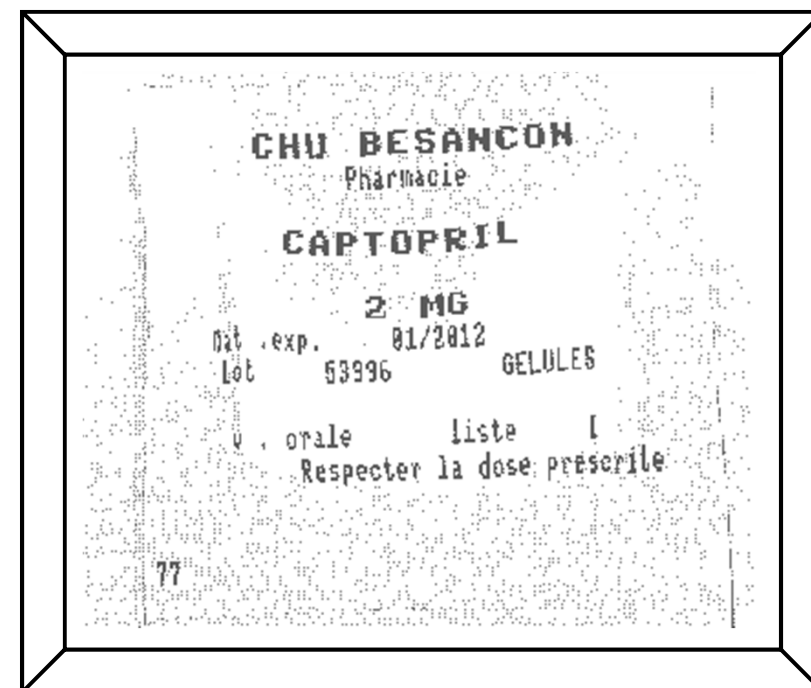 CHU BESANCON
Pharmacie
CAPTOPRIL
2 MG
Dat .exp. 01/2012
Lot 53996 GELULES
V . orale liste I
Respecter la dose prescrite
77